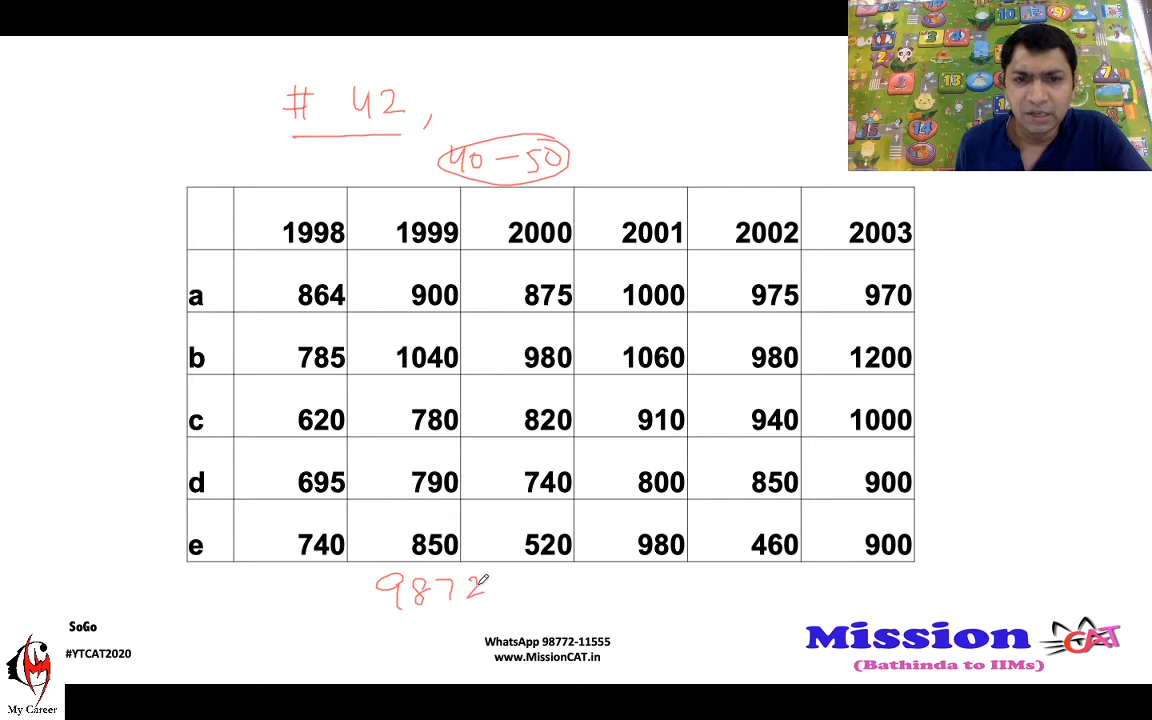 # 42,
40-50
1998 1999 2000 2001 2002 2003
a 864 900 875 1000 975 970
b 785 1040 980 1060 980 1200
c 620 780 820 910 940 1000
d 695 790 740 800 850 900
e 740 850 520 980 460 900
9872
SoGo
#YTCAT2020
My Career
WhatsApp 98772-11555
www.MissionCAT.in
Mission CAT
(Bathinda to IIMs)